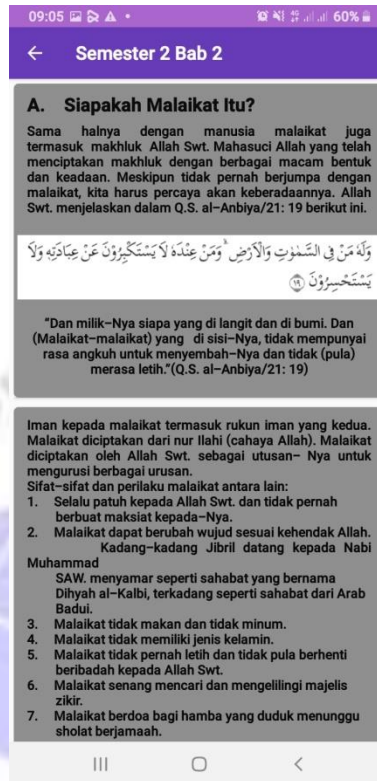 09:05 60%
Semester 2 Bab 2
A. Siapakah Malaikat Itu?
Sama halnya dengan manusia malaikat juga
termasuk makhluk Allah Swt. Mahasuci Allah yang telah
menciptakan makhluk dengan berbagai macam bentuk
dan keadaan. Meskipun tidak pernah berjumpa dengan
malaikat, kita harus percaya akan keberadaannya. Allah
Swt. menjelaskan dalam Q.S. al-Anbiya/21: 19 berikut ini.
وَلَهُ مَنْ فِى السَّمٰوٰتِ وَالْاَرْضِۗ وَمَنْ عِنْدَهٗ لَا يَسْتَكْبِرُوْنَ عَنْ عِبَادَتِهٖ وَلَا
يَسْتَحْسِرُوْنَ ۝١٩
"Dan milik-Nya siapa yang di langit dan di bumi. Dan
(Malaikat-malaikat) yang di sisi-Nya, tidak mempunyai
rasa angkuh untuk menyembah-Nya dan tidak (pula)
merasa letih."(Q.S. al-Anbiya/21: 19)
Iman kepada malaikat termasuk rukun iman yang kedua.
Malaikat diciptakan dari nur Ilahi (cahaya Allah). Malaikat
diciptakan oleh Allah Swt. sebagai utusan- Nya untuk
mengurusi berbagai urusan.
Sifat-sifat dan perilaku malaikat antara lain:
1. Selalu patuh kepada Allah Swt. dan tidak pernah
berbuat maksiat kepada-Nya.
2. Malaikat dapat berubah wujud sesuai kehendak Allah.
Kadang-kadang Jibril datang kepada Nabi
Muhammad
SAW. menyamar seperti sahabat yang bernama
Dihyah al-Kalbi, terkadang seperti sahabat dari Arab
Badui.
3. Malaikat tidak makan dan tidak minum.
4. Malaikat tidak memiliki jenis kelamin.
5. Malaikat tidak pernah letih dan tidak pula berhenti
beribadah kepada Allah Swt.
6. Malaikat senang mencari dan mengelilingi majelis
zikir.
7. Malaikat berdoa bagi hamba yang duduk menunggu
sholat berjamaah.